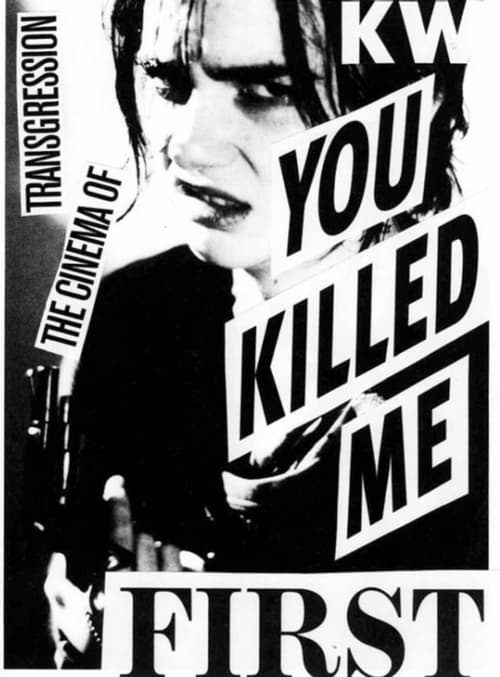 KW
TRANSGRESSION
THE CINEMA OF
YOU
KILLED
ME
FIRST